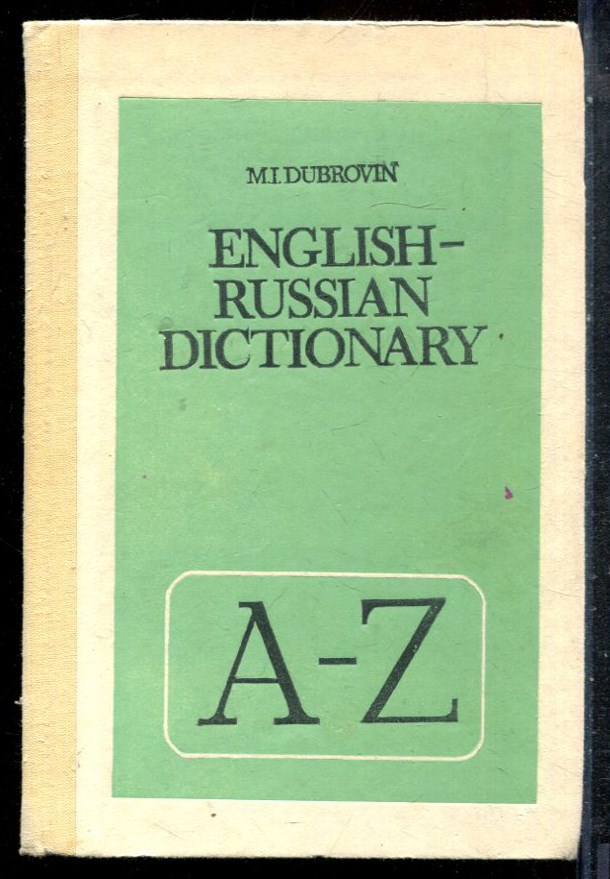 M.I. DUBROVIN
ENGLISH–
RUSSIAN
DICTIONARY
A–Z